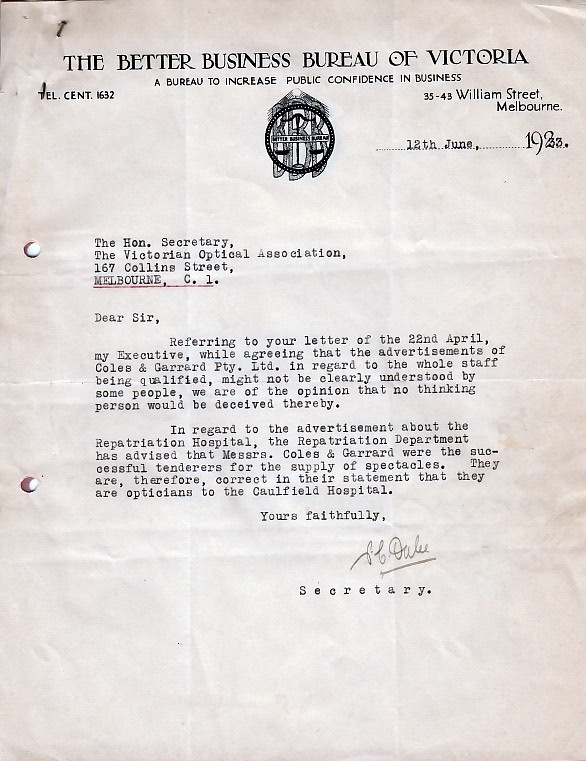 THE BETTER BUSINESS BUREAU OF VICTORIA
A BUREAU TO INCREASE PUBLIC CONFIDENCE IN BUSINESS
TEL. CENT. 1632
35-43 William Street,
Melbourne.
BETTER BUSINESS BUREAU
12th June,
The Hon. Secretary,
The Victorian Optical Association,
167 Collins Street,
MELBOURNE, C. 1.
Dear Sir,
Referring to your letter of the 22nd April,
my Executive, while agreeing that the advertisements of
Coles & Garrard Pty. Ltd. in regard to the whole staff
being qualified, might not be clearly understood by
some people, we are of the opinion that no thinking
person would be deceived thereby.
In regard to the advertisement about the
Repatriation Hospital, the Repatriation Department
has advised that Messrs. Coles & Garrard were the suc-
cessful tenderers for the supply of spectacles. They
are, therefore, correct in their statement that they
are opticians to the Caulfield Hospital.
Yours faithfully,
Secretary.